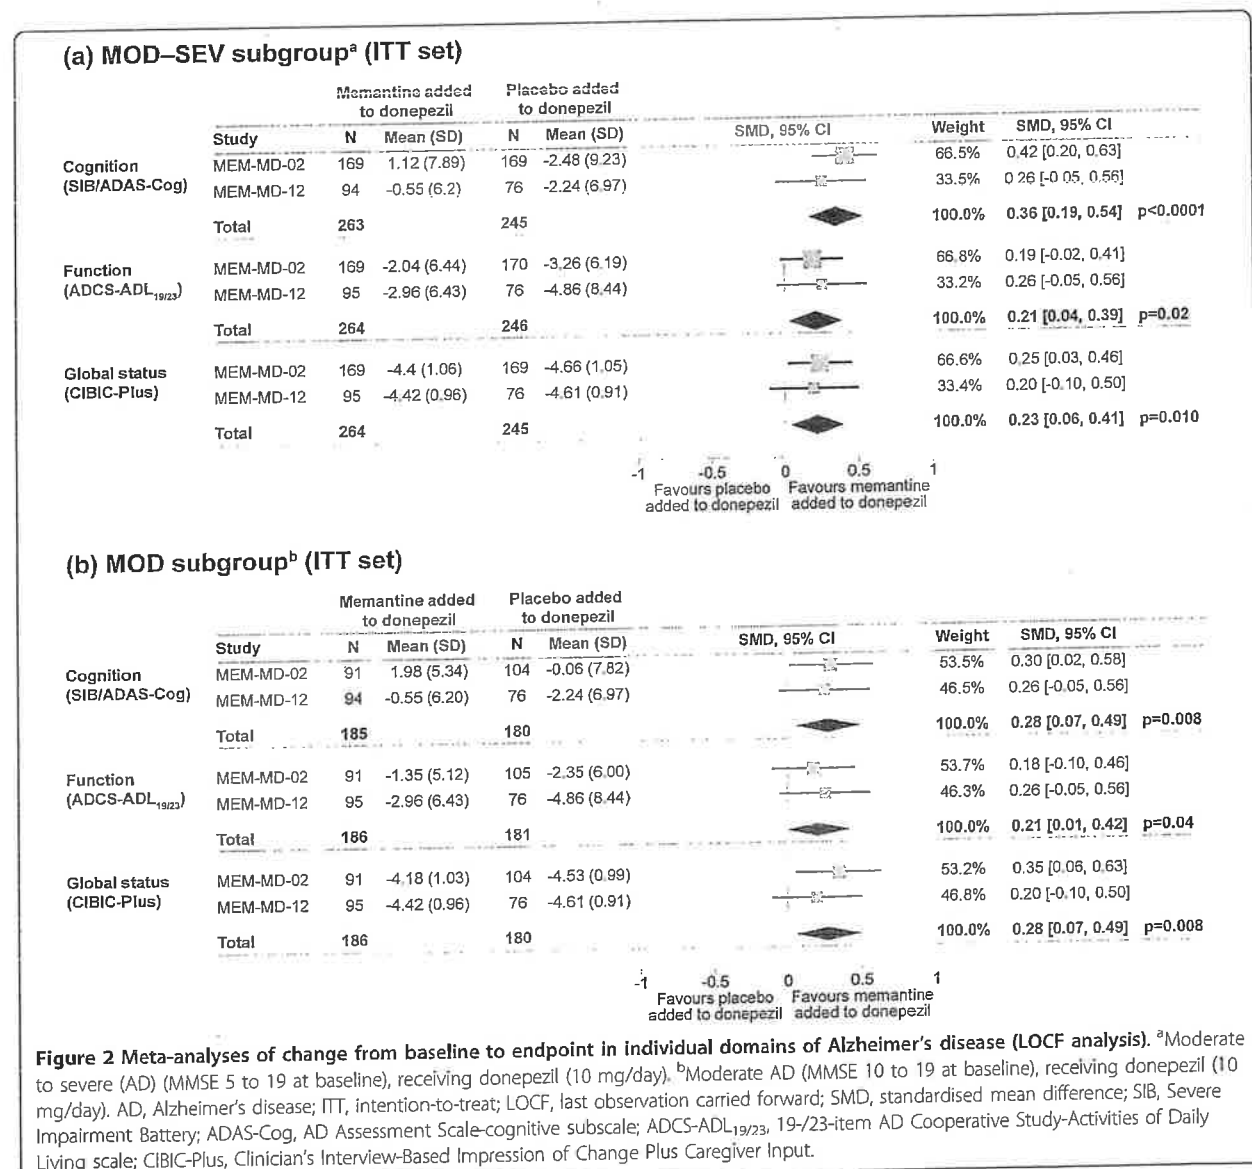 (a) MOD–SEV subgroupᵃ (ITT set)
Memantine added Placebo added
to donepezil to donepezil
Study N Mean (SD) N Mean (SD) SMD, 95% CI Weight SMD, 95% CI
Cognition MEM-MD-02 169 1.12 (7.89) 169 -2.48 (9.23) 66.5% 0.42 [0.20, 0.63]
(SIB/ADAS-Cog) MEM-MD-12 94 -0.55 (6.2) 76 -2.24 (6.97) 33.5% 0 26 [-0 05, 0.56]
Total 263 245 100.0% 0.36 [0.19, 0.54] p<0.0001
Function MEM-MD-02 169 -2.04 (6.44) 170 -3.26 (6.19) 66.8% 0.19 [-0.02, 0.41]
(ADCS-ADL₁₉/₂₃) MEM-MD-12 95 -2.96 (6.43) 76 -4.86 (8.44) 33.2% 0.26 [-0.05, 0.56]
Total 264 246 100.0% 0.21 [0.04, 0.39] p=0.02
Global status MEM-MD-02 169 -4.4 (1.06) 169 -4.66 (1.05) 66.6% 0.25 [0.03, 0.46]
(CIBIC-Plus) MEM-MD-12 95 -4.42 (0.96) 76 -4.61 (0.91) 33.4% 0.20 [-0.10, 0.50]
Total 264 245 100.0% 0.23 [0.06, 0.41] p=0.010
-1 -0.5 0 0.5 1
Favours placebo Favours memantine
added to donepezil added to donepezil
(b) MOD subgroupᵇ (ITT set)
Memantine added Placebo added
to donepezil to donepezil
Study N Mean (SD) N Mean (SD) SMD, 95% CI Weight SMD, 95% CI
Cognition MEM-MD-02 91 1.98 (5.34) 104 -0.06 (7.82) 53.5% 0.30 [0.02, 0.58]
(SIB/ADAS-Cog) MEM-MD-12 94 -0.55 (6.20) 76 -2.24 (6.97) 46.5% 0.26 [-0.05, 0.56]
Total 185 180 100.0% 0.28 [0.07, 0.49] p=0.008
Function MEM-MD-02 91 -1.35 (5.12) 105 -2.35 (6.00) 53.7% 0.18 [-0.10, 0.46]
(ADCS-ADL₁₉/₂₃) MEM-MD-12 95 -2.96 (6.43) 76 -4.86 (8.44) 46.3% 0.26 [-0.05, 0.56]
Total 186 181 100.0% 0.21 [0.01, 0.42] p=0.04
Global status MEM-MD-02 91 -4.18 (1.03) 104 -4.53 (0.99) 53.2% 0.35 [0.06, 0.63]
(CIBIC-Plus) MEM-MD-12 95 -4.42 (0.96) 76 -4.61 (0.91) 46.8% 0.20 [-0.10, 0.50]
Total 186 180 100.0% 0.28 [0.07, 0.49] p=0.008
-1 -0.5 0 0.5 1
Favours placebo Favours memantine
added to donepezil added to donepezil
Figure 2 Meta-analyses of change from baseline to endpoint in individual domains of Alzheimer's disease (LOCF analysis). ᵃModerate
to severe (AD) (MMSE 5 to 19 at baseline), receiving donepezil (10 mg/day). ᵇModerate AD (MMSE 10 to 19 at baseline), receiving donepezil (10
mg/day). AD, Alzheimer's disease; ITT, intention-to-treat; LOCF, last observation carried forward; SMD, standardised mean difference; SIB, Severe
Impairment Battery; ADAS-Cog, AD Assessment Scale-cognitive subscale; ADCS-ADL₁₉/₂₃, 19-/23-item AD Cooperative Study-Activities of Daily
Living scale; CIBIC-Plus, Clinician's Interview-Based Impression of Change Plus Caregiver Input.